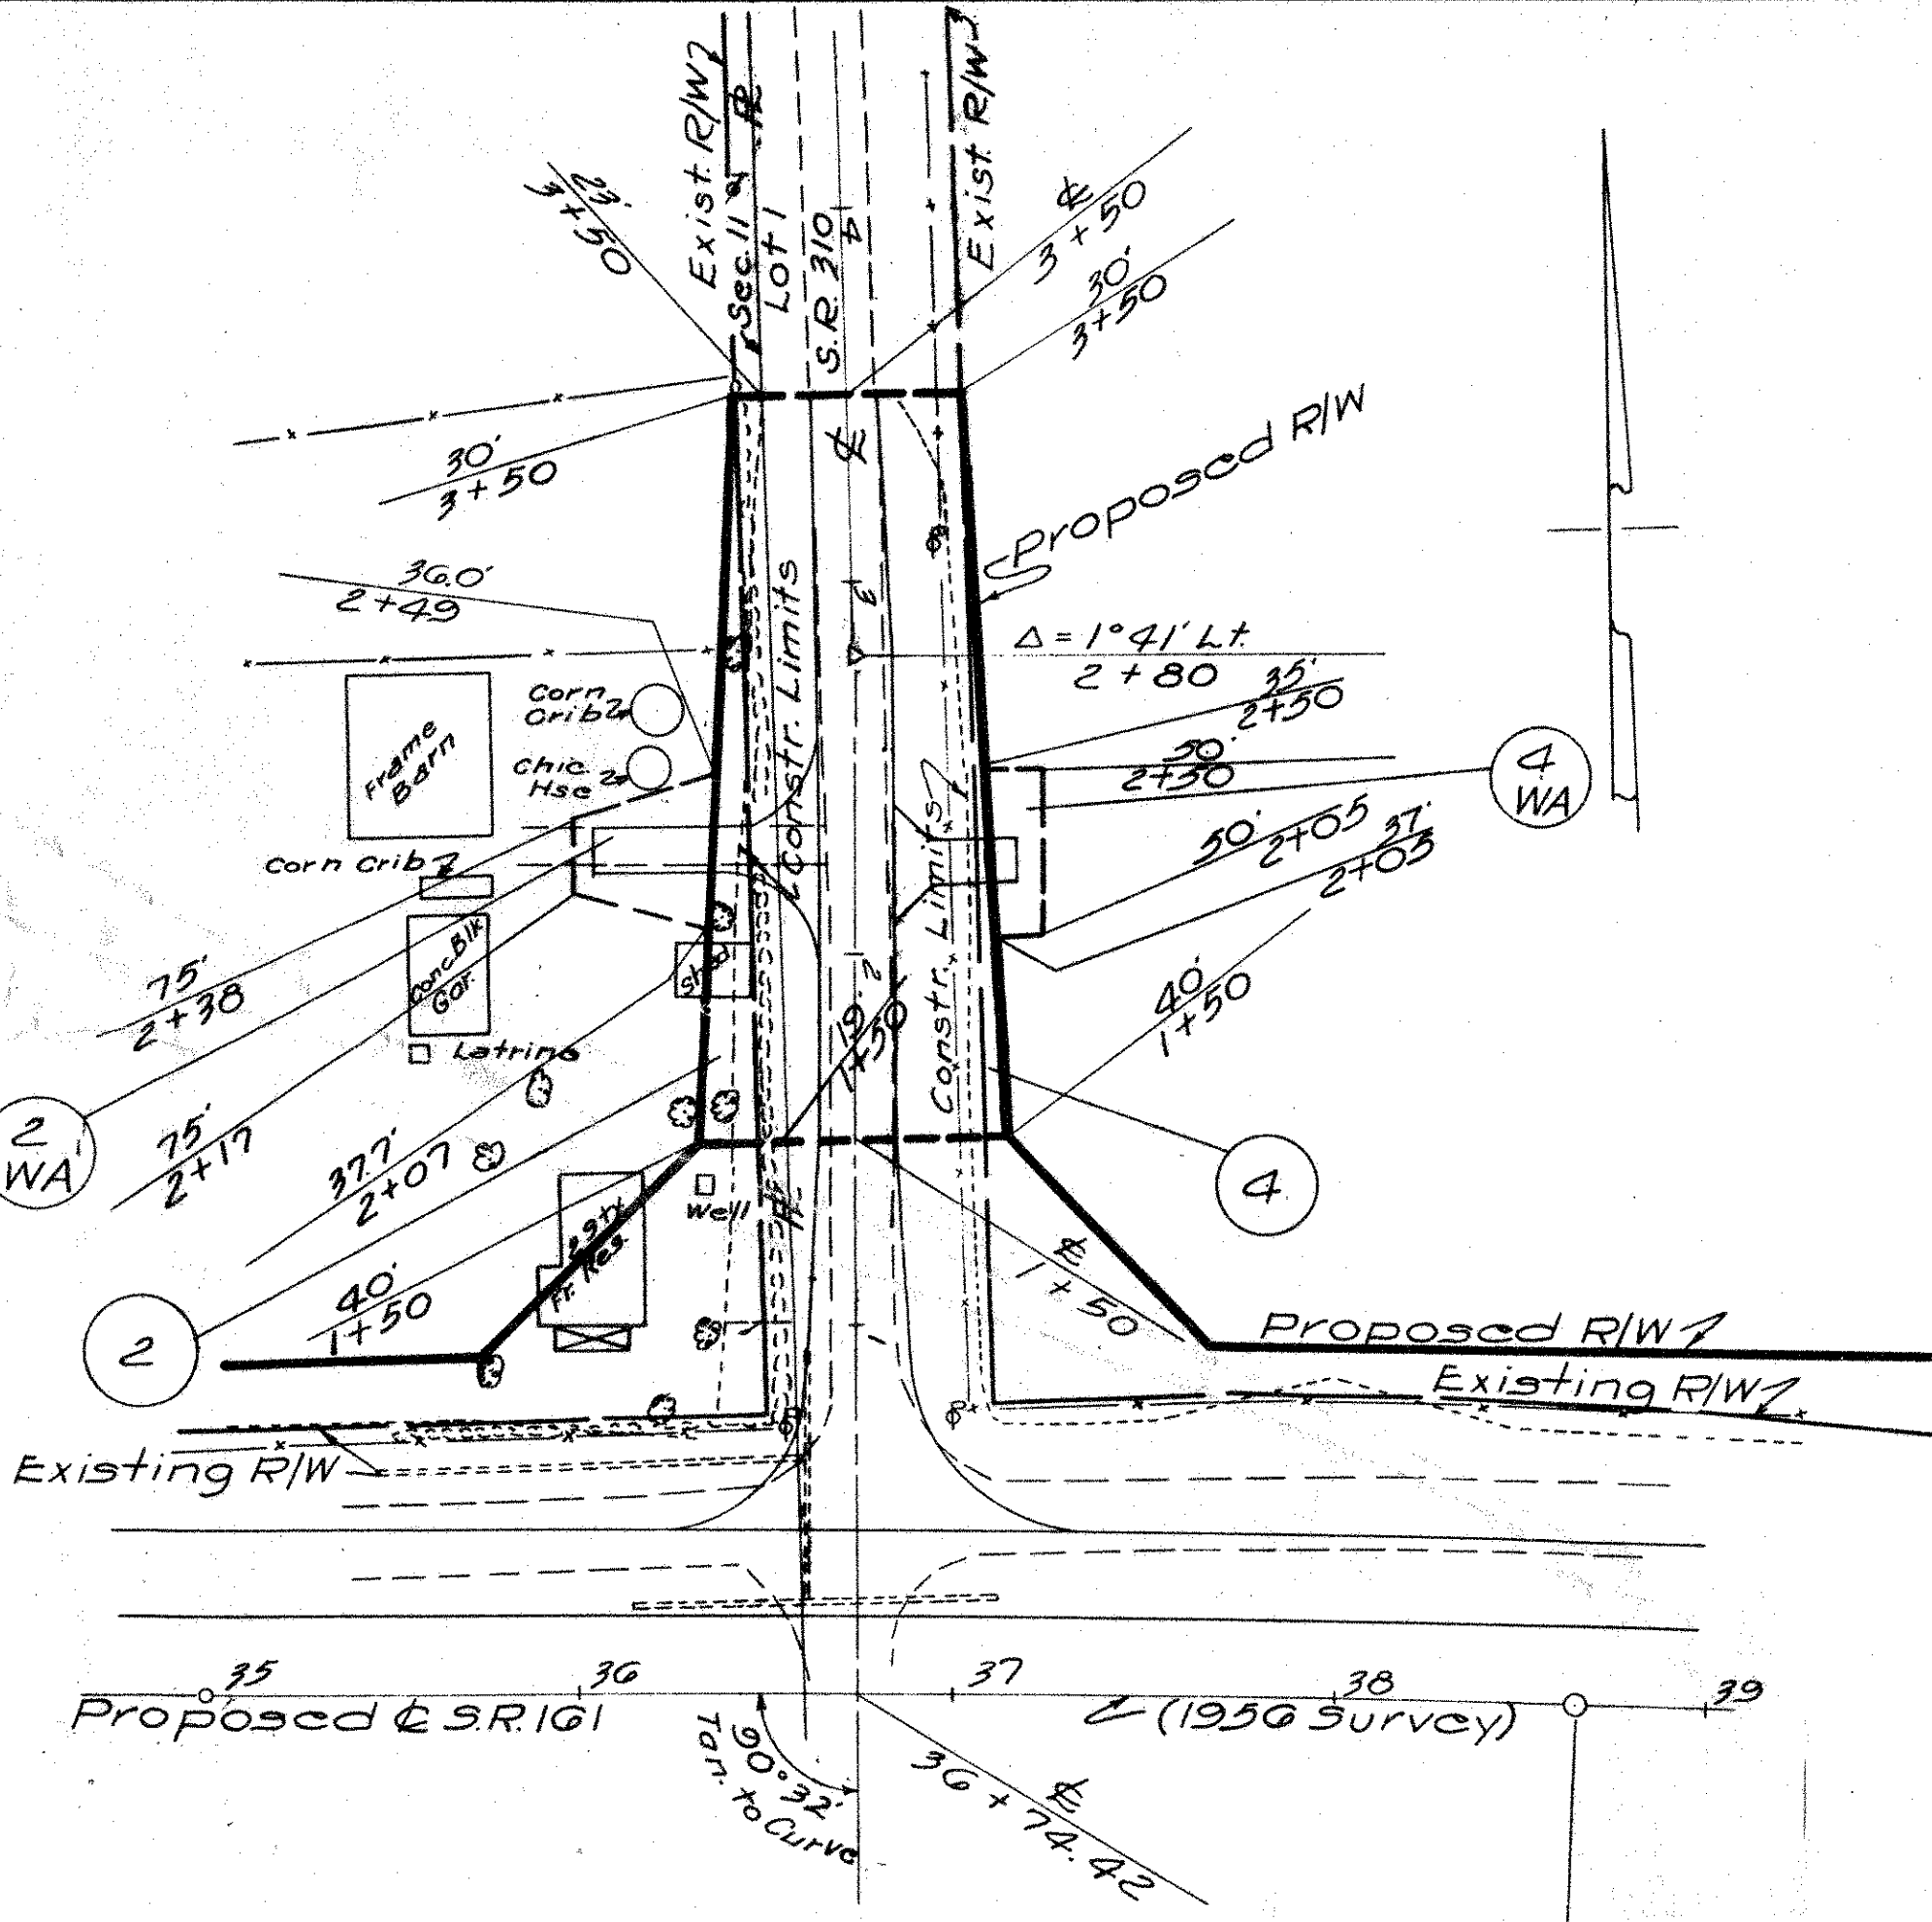 Exist. R/W
Sec. 11
Lot 1
S.R. 310
4
Exist. R/W
23'
3+50
℄
3+50
30'
3+50
30'
3+50
℄
Proposed R/W
36.0'
2+49
3
Δ = 1°41' Lt.
2+80
35'
2+50
50'
2+50
4
WA
Corn
Crib
Chic
Hse
Frame
Barn
Corn Crib
Constr. Limits
Constr. Limits
50'
2+05
37'
2+05
75'
2+38
Conc. Blk
Gar.
Shed
2
19'
1+50
40'
1+50
Latrine
2
WA
75'
2+17
37.7'
2+07
4
Well
2 Sty.
Fr. Res.
40'
1+50
2
℄
1+50
Proposed R/W
Existing R/W
Existing R/W
35
36
37
38
39
Proposed ℄ S.R. 161
(1956 Survey)
90°32'
Tan. to Curve
℄
36+74.42